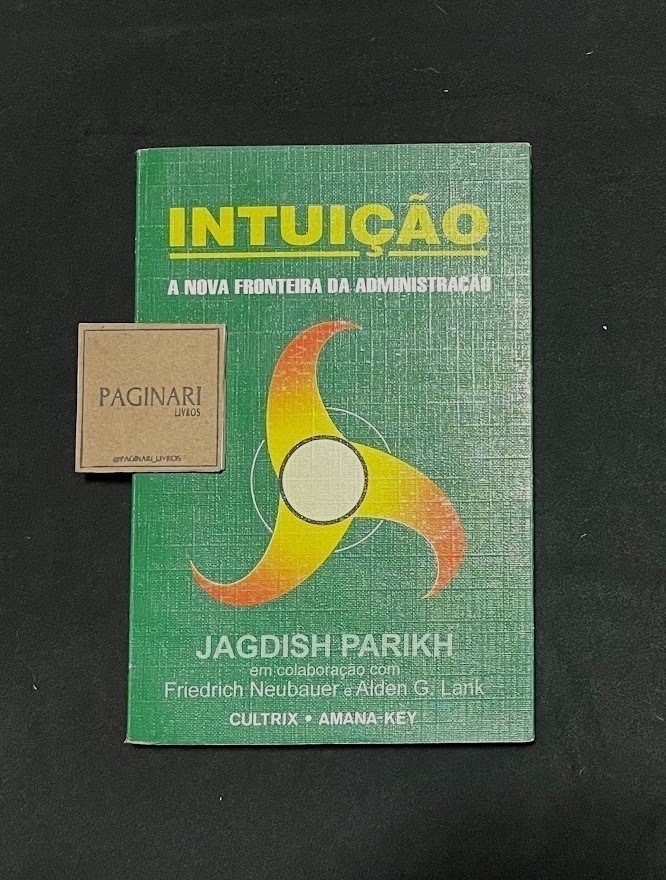 INTUIÇÃO
A NOVA FRONTEIRA DA ADMINISTRAÇÃO
PAGINARI
LIVROS
@PAGINARI_LIVROS
JAGDISH PARIKH
em colaboração com
Friedrich Neubauer e Alden G. Lank
CULTRIX • AMANA-KEY